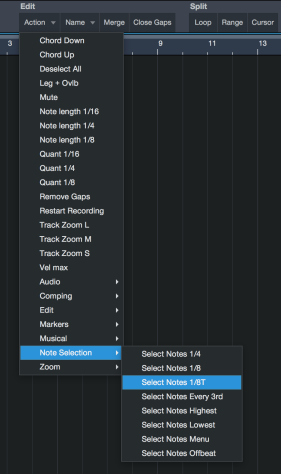 Edit Split
Action Name Merge Close Gaps Loop Range Cursor
3 9 11 13
Chord Down
Chord Up
Deselect All
Leg + Ovlb
Mute
Note length 1/16
Note length 1/4
Note length 1/8
Quant 1/16
Quant 1/4
Quant 1/8
Remove Gaps
Restart Recording
Track Zoom L
Track Zoom M
Track Zoom S
Vel max
Audio
Comping
Edit
Markers
Musical
Note Selection
Zoom
Select Notes 1/4
Select Notes 1/8
Select Notes 1/8T
Select Notes Every 3rd
Select Notes Highest
Select Notes Lowest
Select Notes Menu
Select Notes Offbeat